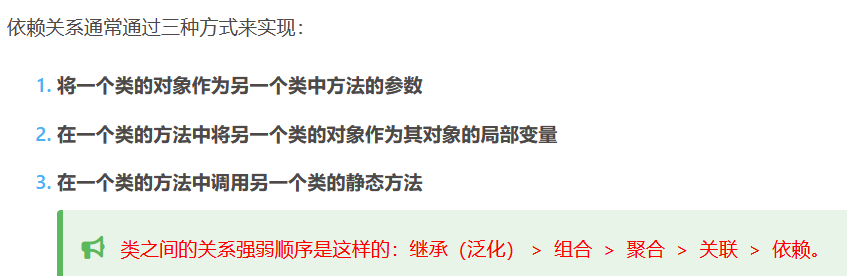 依赖关系通常通过三种方式来实现：
1. 将一个类的对象作为另一个类中方法的参数
2. 在一个类的方法中将另一个类的对象作为其对象的局部变量
3. 在一个类的方法中调用另一个类的静态方法
类之间的关系强弱顺序是这样的：继承（泛化） > 组合 > 聚合 > 关联 > 依赖。